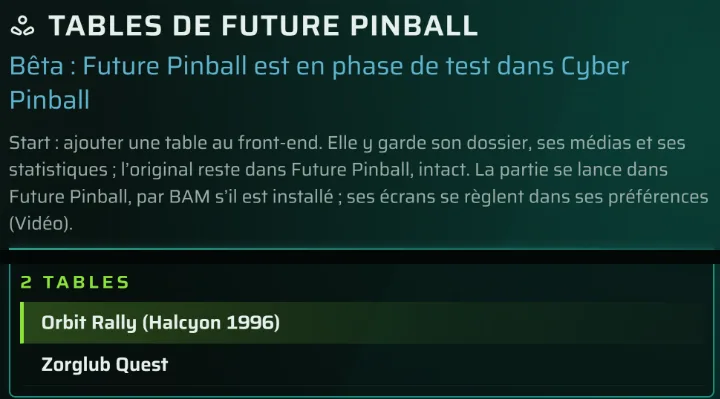 TABLES DE FUTURE PINBALL
Bêta : Future Pinball est en phase de test dans Cyber
Pinball
Start : ajouter une table au front-end. Elle y garde son dossier, ses médias et ses
statistiques ; l’original reste dans Future Pinball, intact. La partie se lance dans
Future Pinball, par BAM s’il est installé ; ses écrans se règlent dans ses préférences
(Vidéo).
2 TABLES
Orbit Rally (Halcyon 1996)
Zorglub Quest